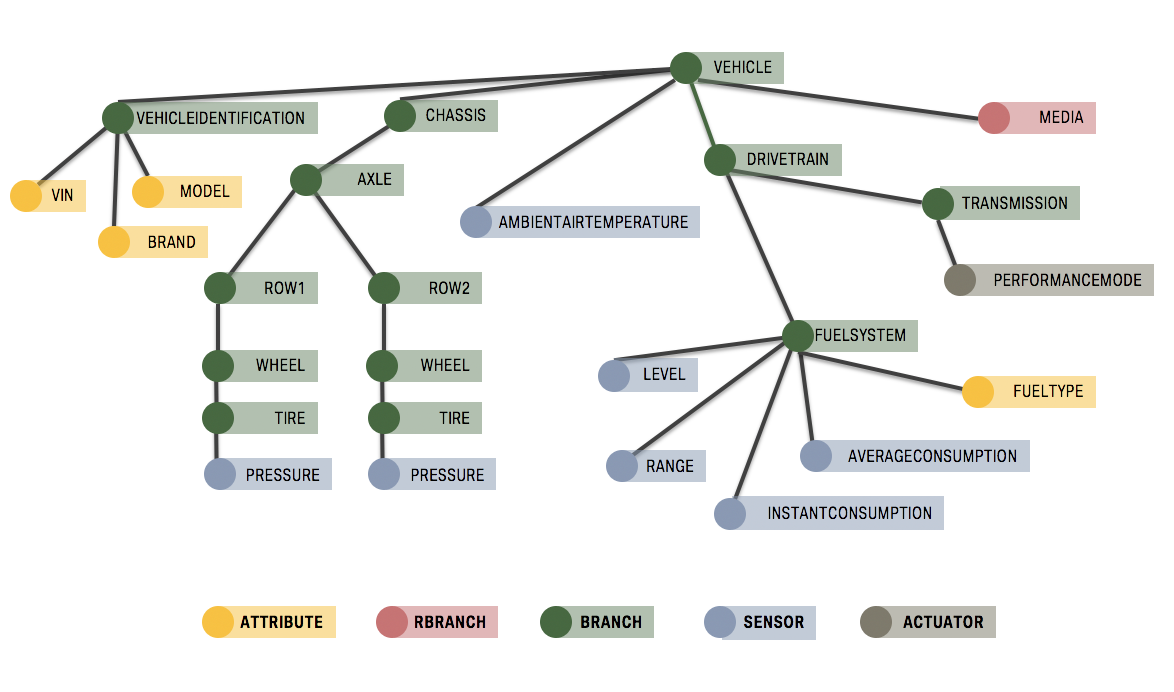 VEHICLE
VEHICLEIDENTIFICATION
CHASSIS
MEDIA
DRIVETRAIN
AXLE
VIN
MODEL
TRANSMISSION
AMBIENTAIRTEMPERATURE
BRAND
PERFORMANCEMODE
ROW1
ROW2
FUELSYSTEM
WHEEL
WHEEL
LEVEL
FUELTYPE
TIRE
TIRE
AVERAGECONSUMPTION
RANGE
PRESSURE
PRESSURE
INSTANTCONSUMPTION
ATTRIBUTE
RBRANCH
BRANCH
SENSOR
ACTUATOR